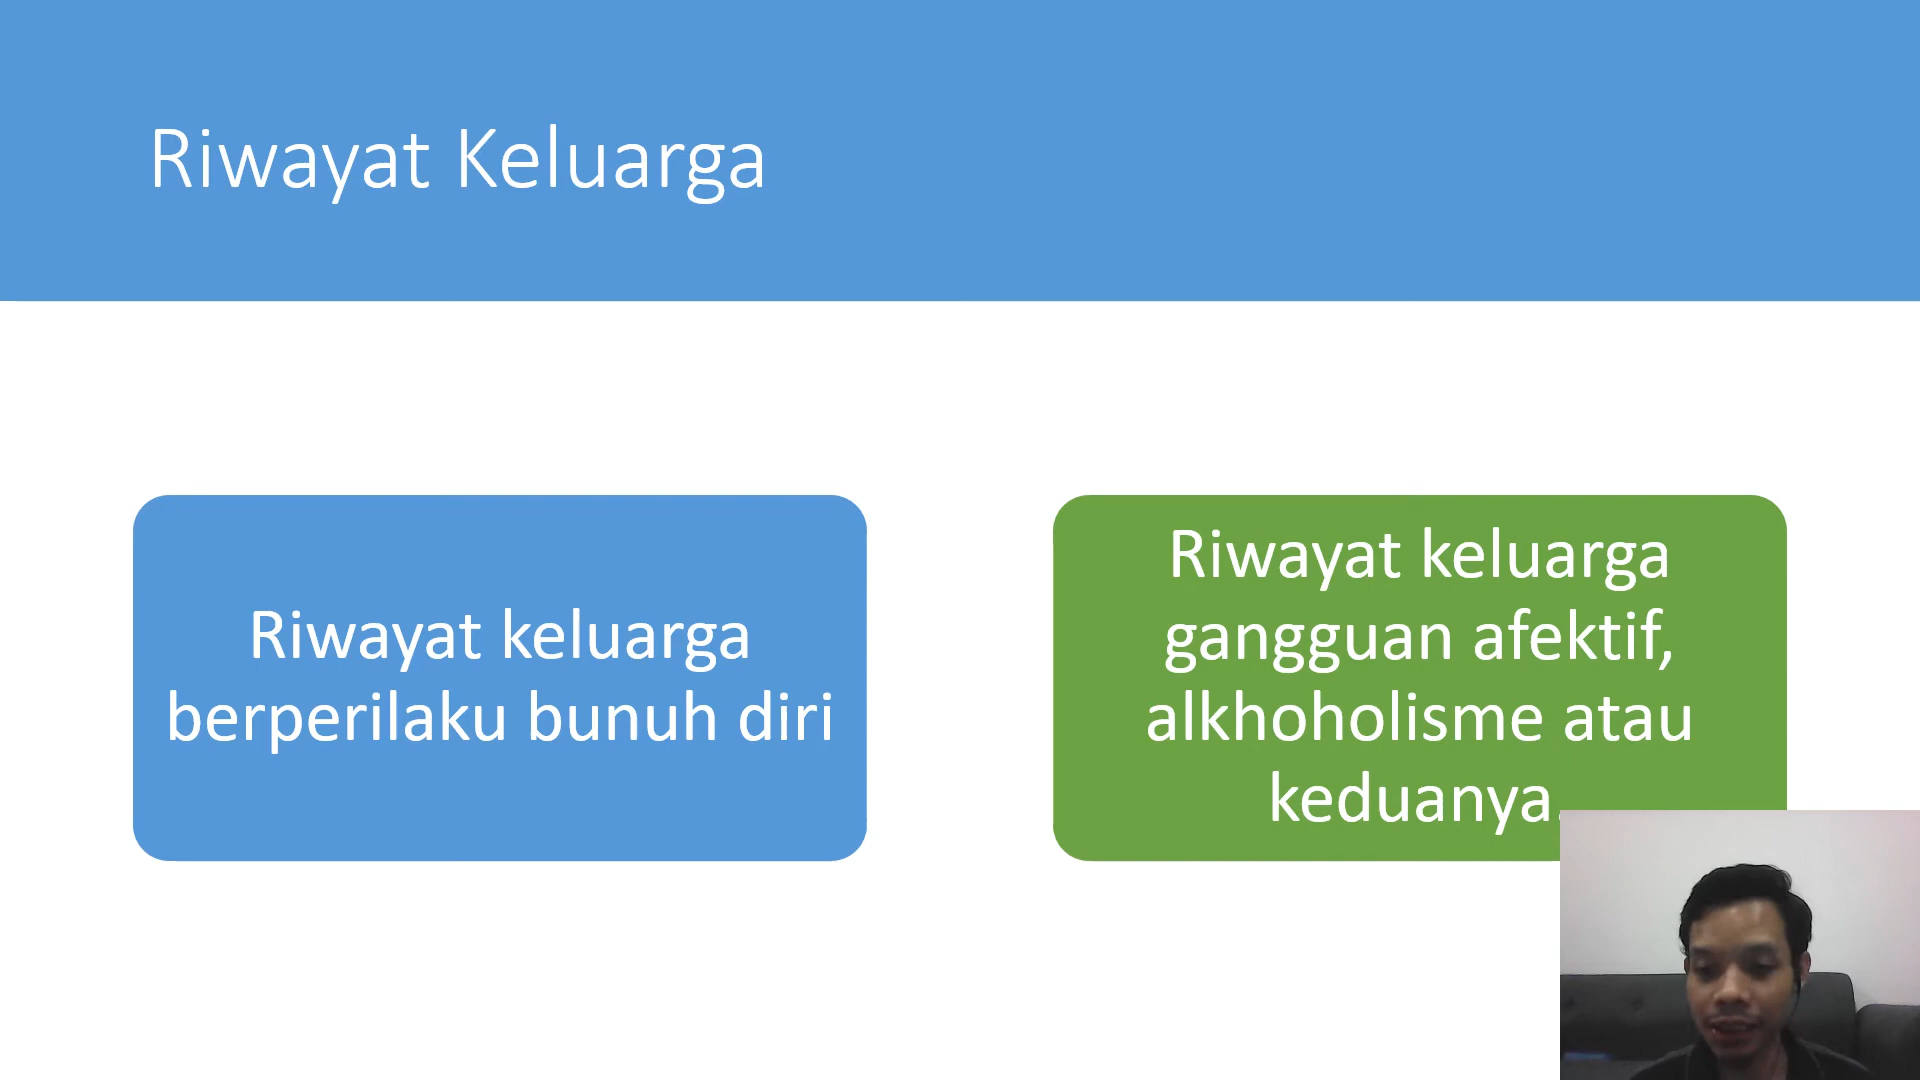 Riwayat Keluarga
Riwayat keluarga
berperilaku bunuh diri
Riwayat keluarga
gangguan afektif,
alkhoholisme atau
keduanya.